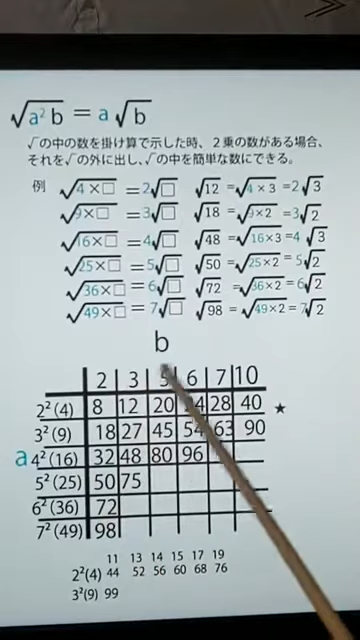 √a²b = a√b
√の中の数を掛け算で示した時、２乗の数がある場合、
それを√の外に出し、√の中を簡単な数にできる。
例 √4×□ =2√□ √12 =√4×3 =2√3
√9×□ =3√□ √18 =√9×2 =3√2
√16×□ =4√□ √48 =√16×3 =4√3
√25×□ =5√□ √50 =√25×2 =5√2
√36×□ =6√□ √72 =√36×2 =6√2
√49×□ =7√□ √98 =√49×2 =7√2
b
2 3 5 6 7 10
2²(4) 8 12 20 28 40 ★
3²(9) 18 27 45 54 63 90
a 4²(16) 32 48 80 96
5²(25) 50 75
6²(36) 72
7²(49) 98
11 13 14 15 17 19
2²(4) 44 52 56 60 68 76
3²(9) 99